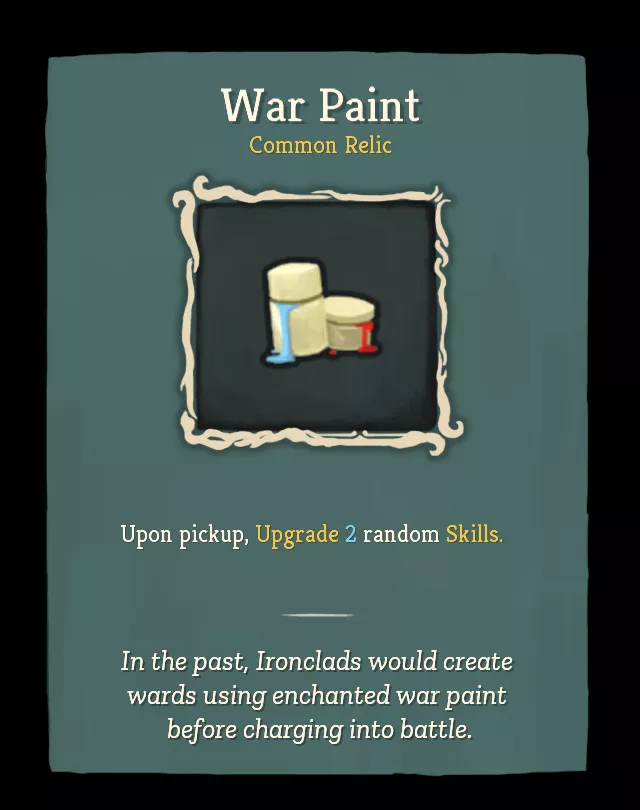 War Paint
Common Relic
Upon pickup, Upgrade 2 random Skills.
In the past, Ironclads would create
wards using enchanted war paint
before charging into battle.